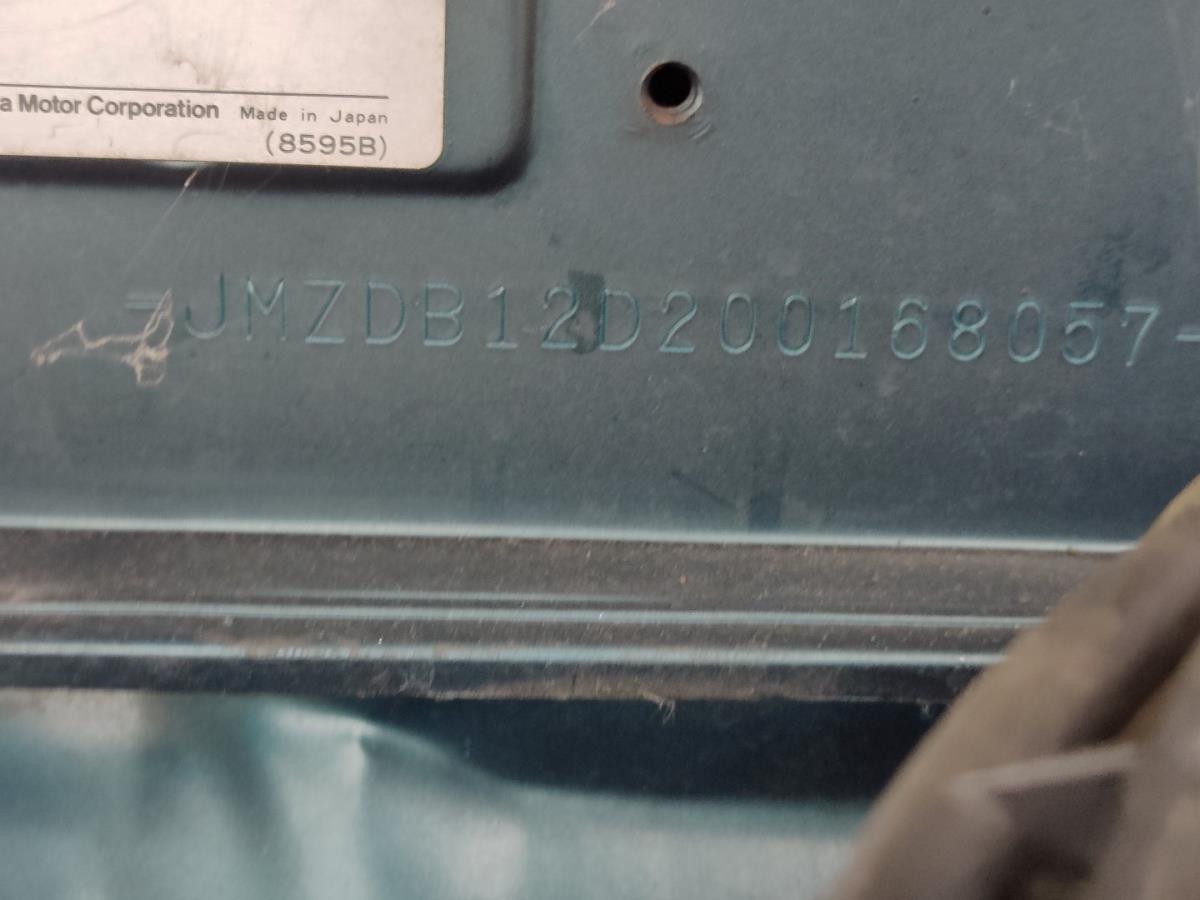 a Motor Corporation Made in Japan
(8595B)
-JMZDB12D200168057-